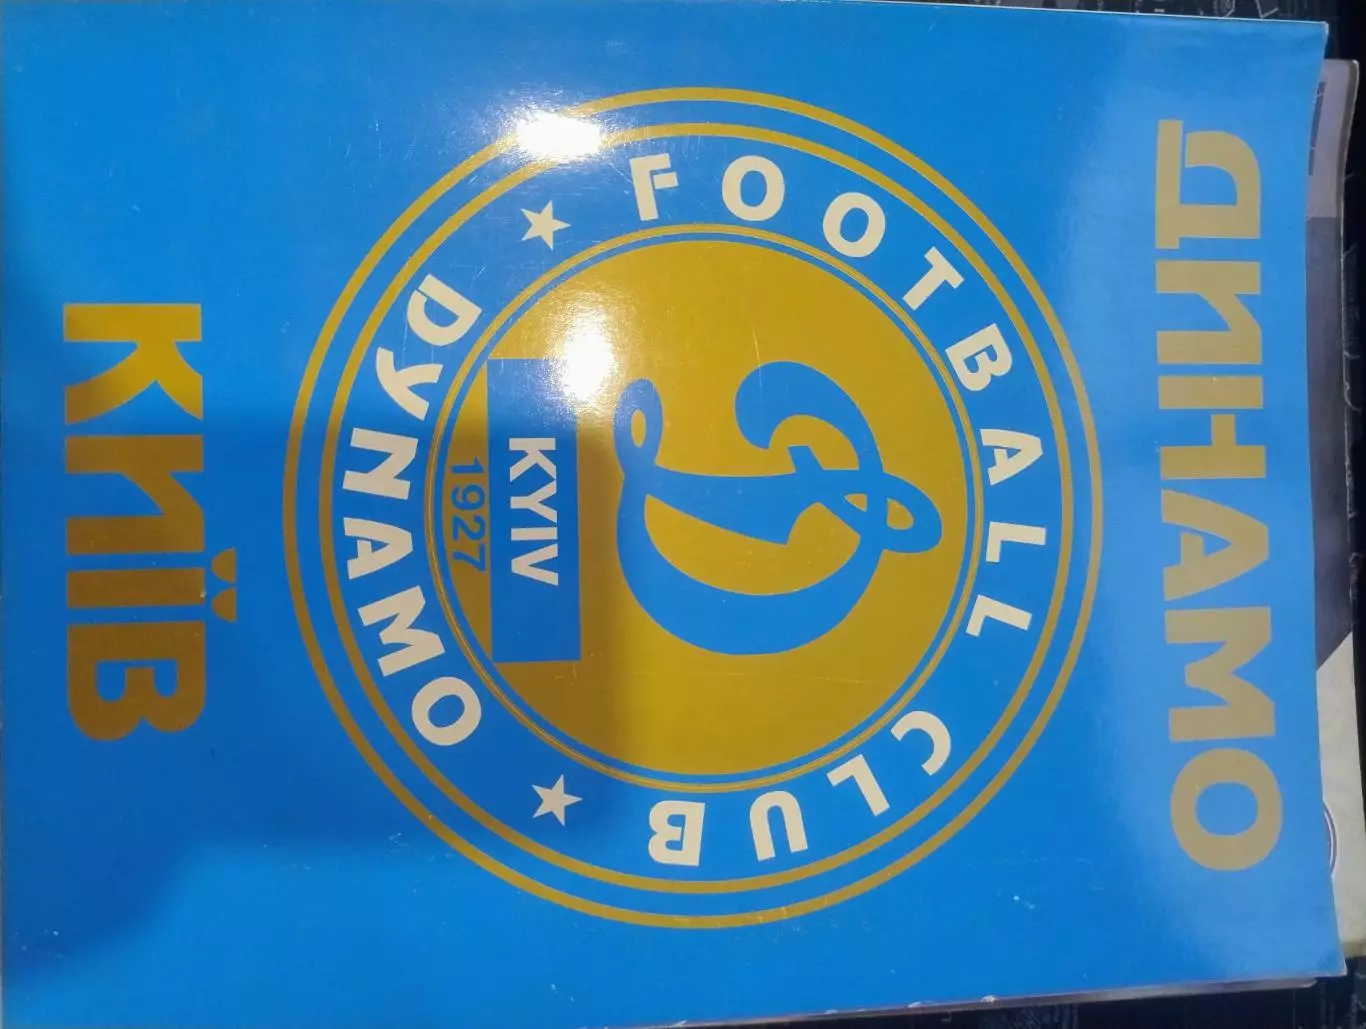 ДИНАМО
FOOTBALL CLUB
KYIV
1927
DYNAMO
КИЇВ